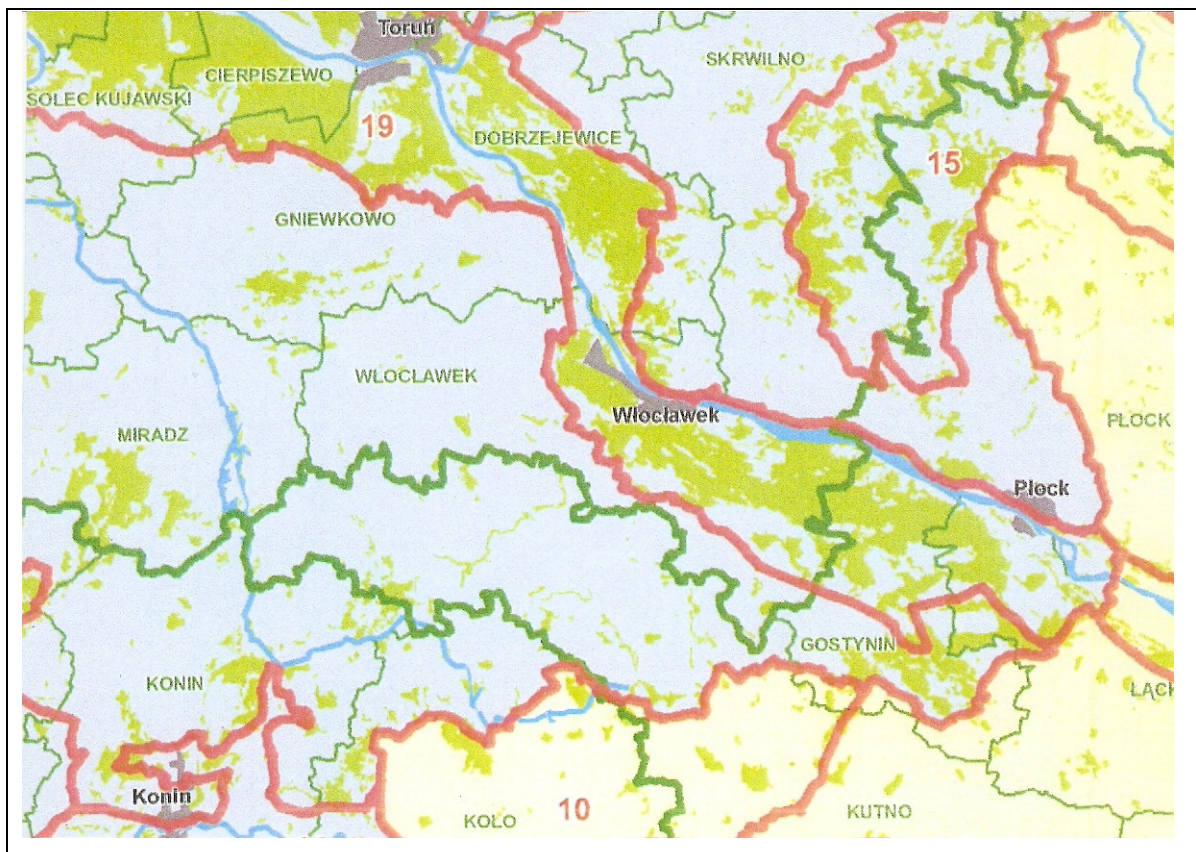 Toruń
SKRWILNO
CIERPISZEWO
SOLEC KUJAWSKI
19
DOBRZEJEWICE
15
GNIEWKOWO
WŁOCŁAWEK
Włocławek
PŁOCK
MIRADZ
Płock
GOSTYNIN
KONIN
ŁĄCK
Konin
KOŁO
10
KUTNO